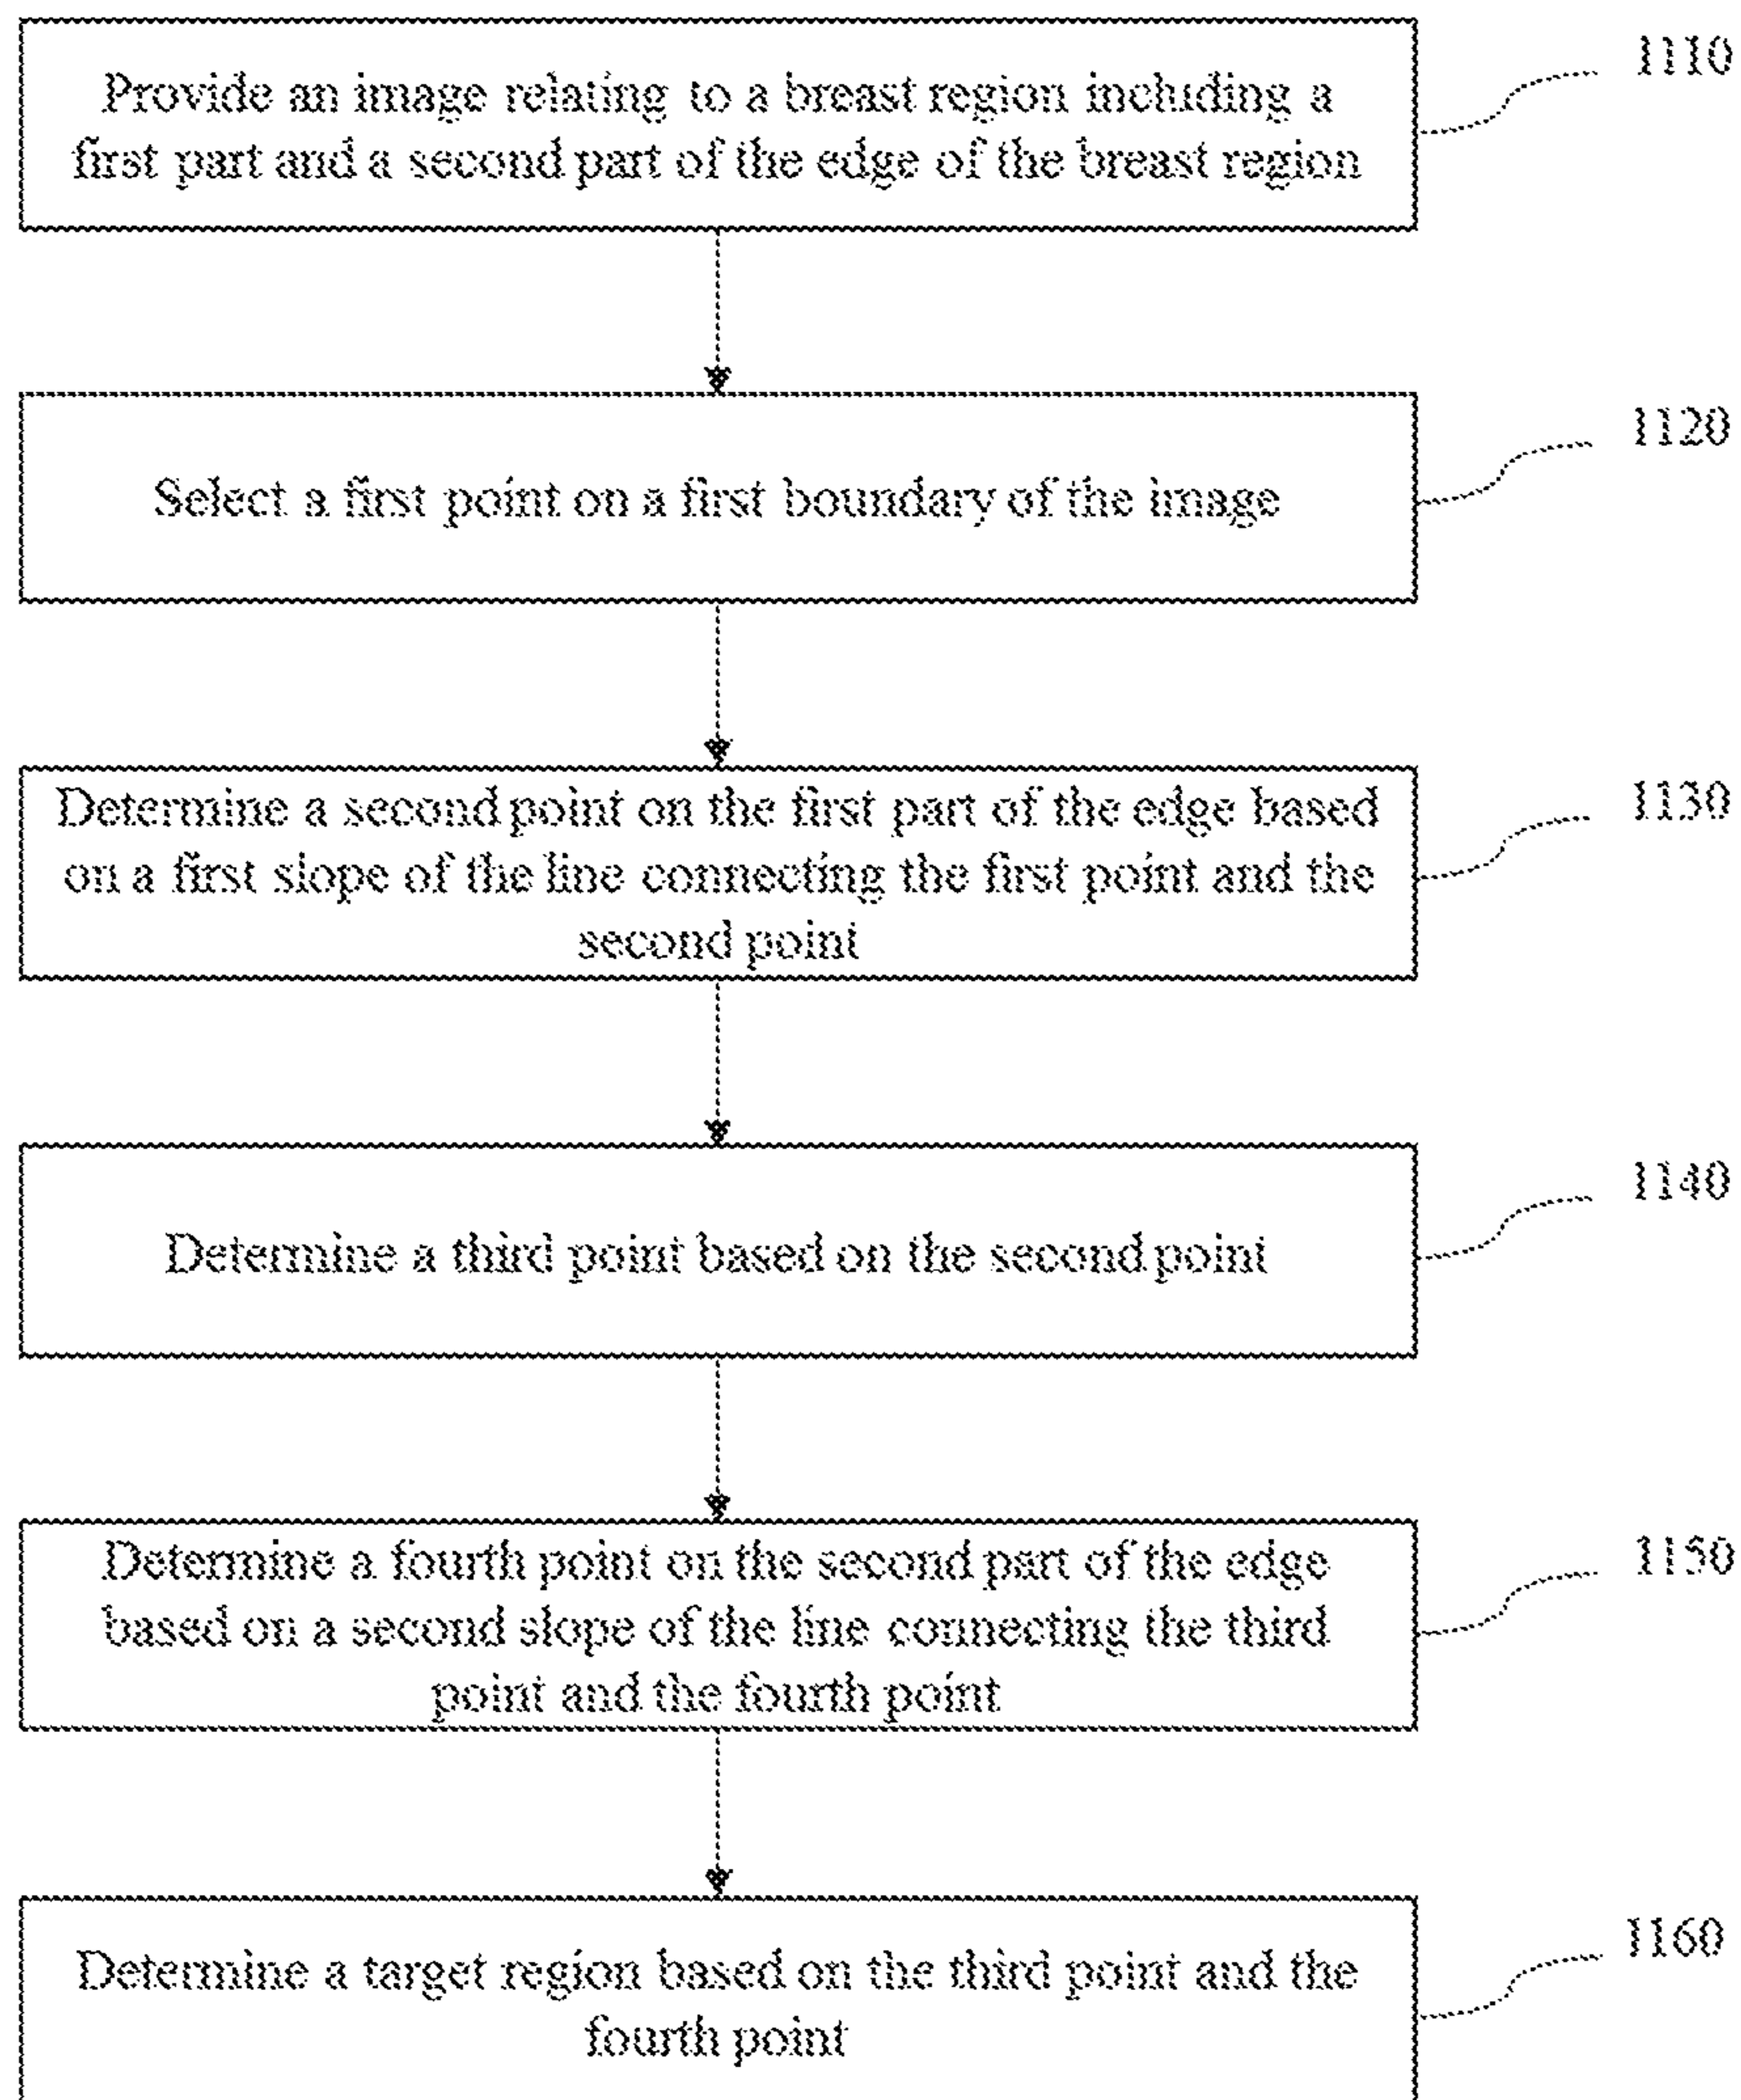 Provide an image relating to a breast region including a
first part and a second part of the edge of the breast region
1110
Select a first point on a first boundary of the image
1120
Determine a second point on the first part of the edge based
on a first slope of the line connecting the first point and the
second point
1130
Determine a third point based on the second point
1140
Determine a fourth point on the second part of the edge
based on a second slope of the line connecting the third
point and the fourth point
1150
Determine a target region based on the third point and the
fourth point
1160